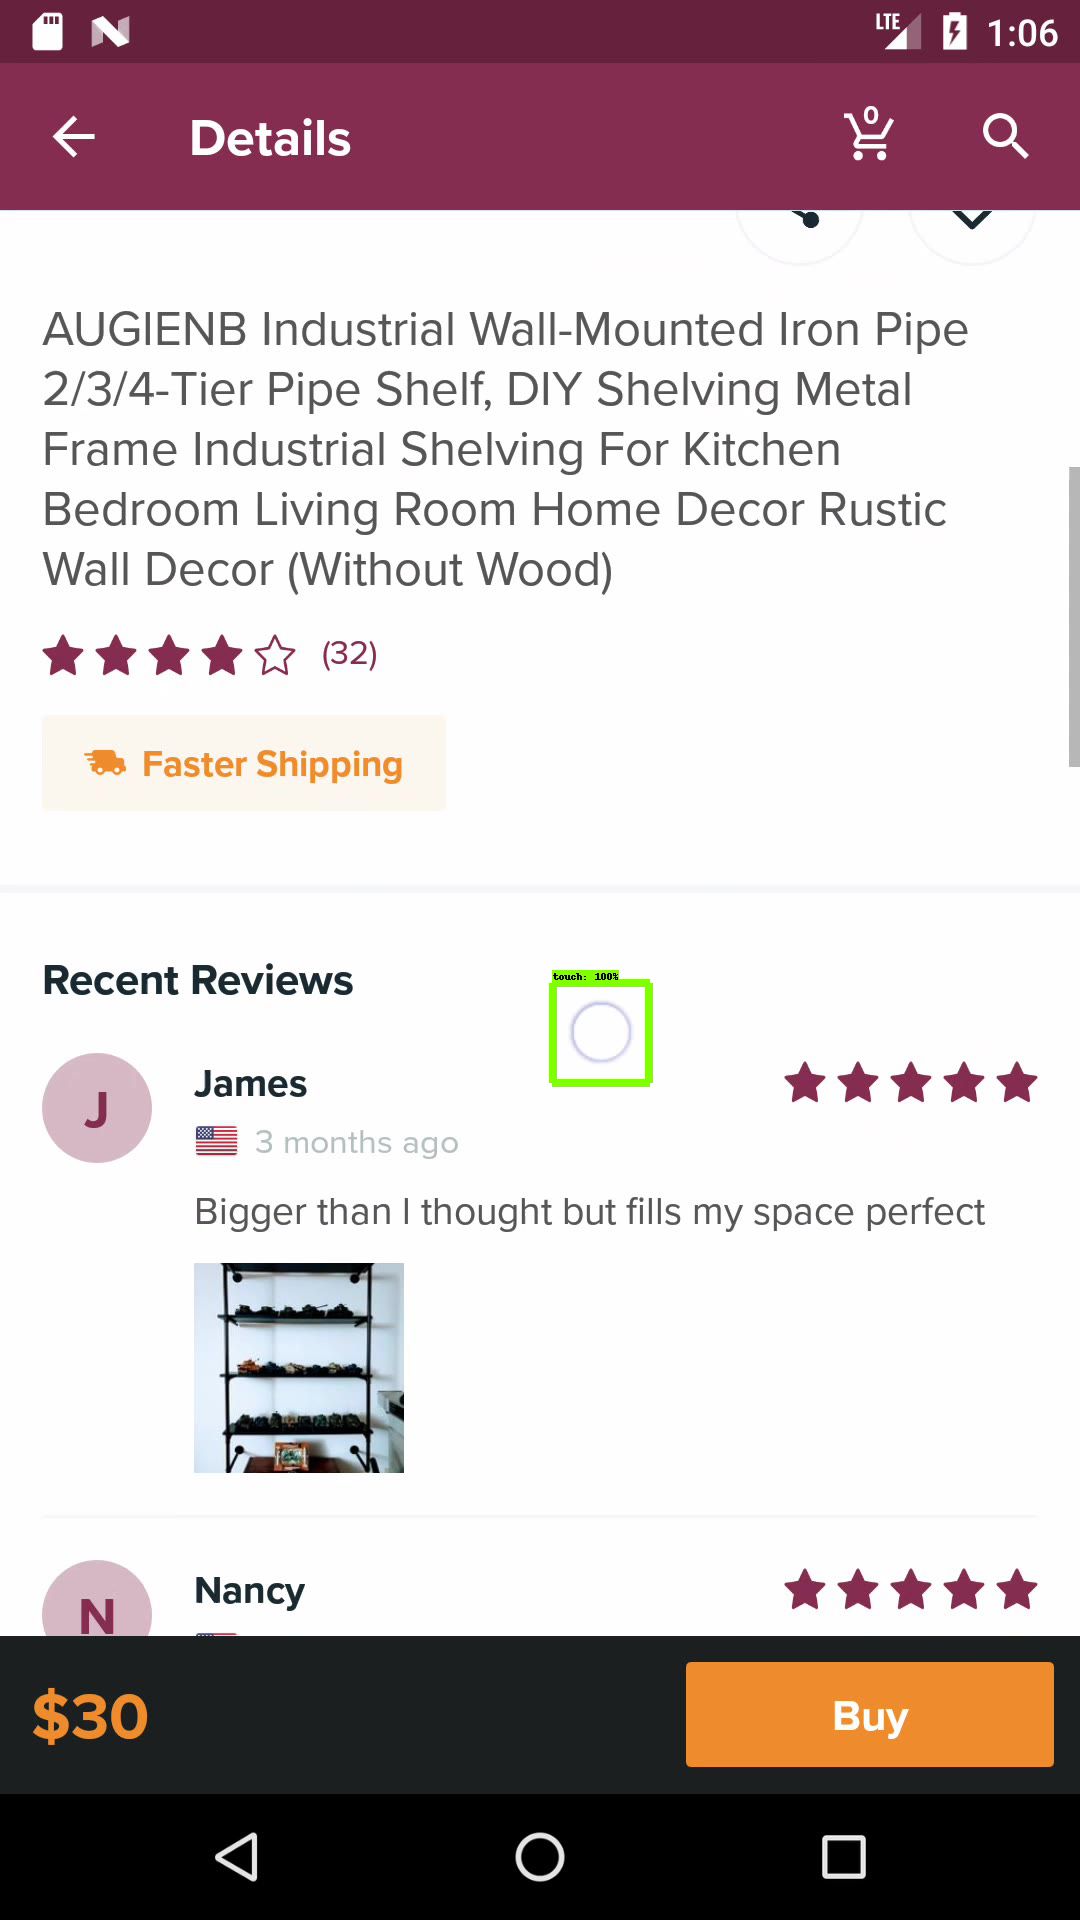 LTE 1:06
Details
0
AUGIENB Industrial Wall-Mounted Iron Pipe
2/3/4-Tier Pipe Shelf, DIY Shelving Metal
Frame Industrial Shelving For Kitchen
Bedroom Living Room Home Decor Rustic
Wall Decor (Without Wood)
(32)
Faster Shipping
Recent Reviews
touch: 100%
J
James
3 months ago
Bigger than I thought but fills my space perfect
N
Nancy
$30
Buy